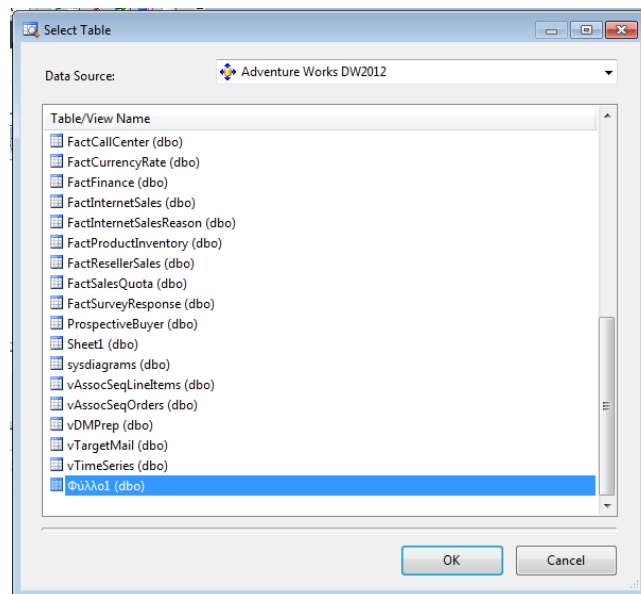 Select Table
Data Source: Adventure Works DW2012
Table/View Name
FactCallCenter (dbo)
FactCurrencyRate (dbo)
FactFinance (dbo)
FactInternetSales (dbo)
FactInternetSalesReason (dbo)
FactProductInventory (dbo)
FactResellerSales (dbo)
FactSalesQuota (dbo)
FactSurveyResponse (dbo)
ProspectiveBuyer (dbo)
Sheet1 (dbo)
sysdiagrams (dbo)
vAssocSeqLineItems (dbo)
vAssocSeqOrders (dbo)
vDMPrep (dbo)
vTargetMail (dbo)
vTimeSeries (dbo)
Φύλλο1 (dbo)
OK Cancel